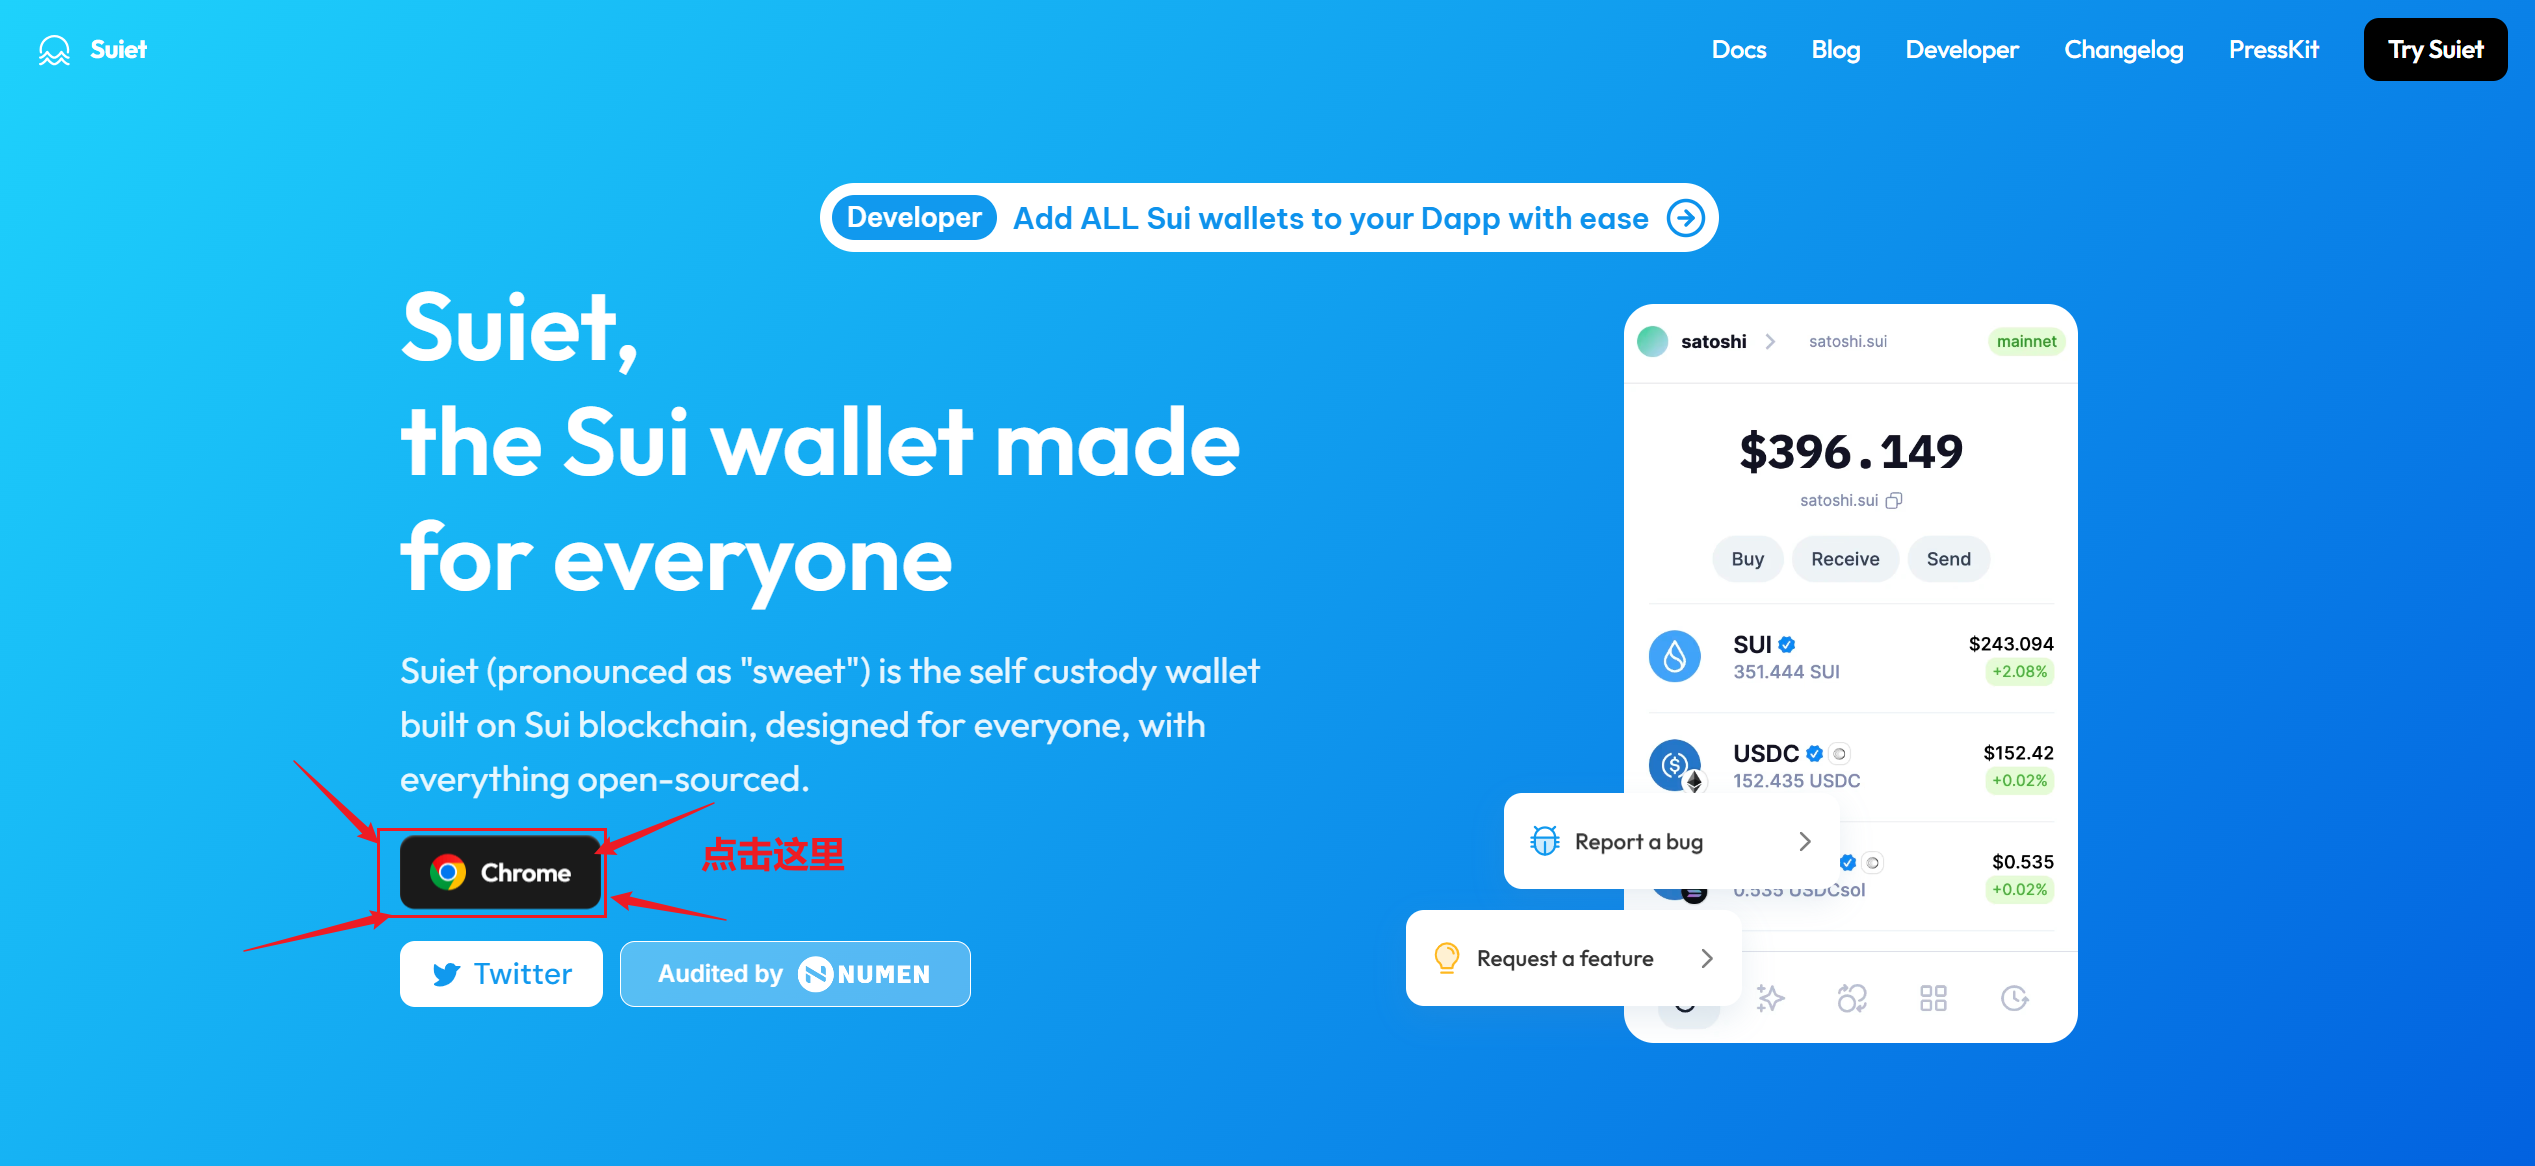 Suiet
Docs
Blog
Developer
Changelog
PressKit
Try Suiet
Developer
Add ALL Sui wallets to your Dapp with ease
Suiet,
the Sui wallet made
for everyone
Suiet (pronounced as "sweet") is the self custody wallet
built on Sui blockchain, designed for everyone, with
everything open-sourced.
Chrome
点击这里
Twitter
Audited by NUMEN
satoshi
satoshi.sui
mainnet
$396.149
satoshi.sui
Buy
Receive
Send
SUI
$243.094
351.444 SUI
+2.08%
USDC
$152.42
152.435 USDC
+0.02%
$0.535
0.535 USDCsol
+0.02%
Report a bug
Request a feature